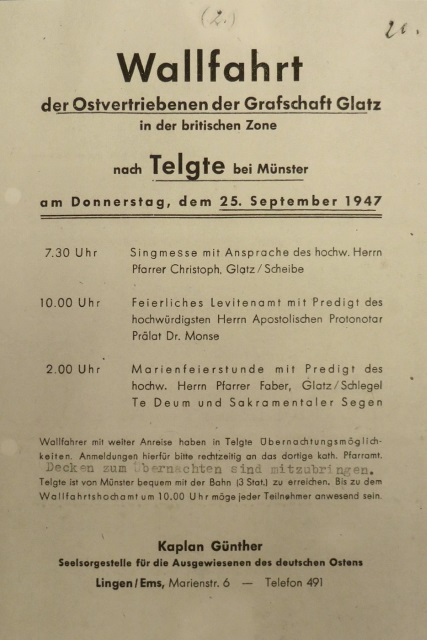 (2.)
20.
Wallfahrt
der Ostvertriebenen der Grafschaft Glatz
in der britischen Zone
nach Telgte bei Münster
am Donnerstag, dem 25. September 1947
7.30 Uhr Singmesse mit Ansprache des hochw. Herrn
Pfarrer Christoph, Glatz/Scheibe
10.00 Uhr Feierliches Levitenamt mit Predigt des
hochwürdigsten Herrn Apostolischen Protonotar
Prälat Dr. Monse
2.00 Uhr Marienfeierstunde mit Predigt des
hochw. Herrn Pfarrer Faber, Glatz/Schlegel
Te Deum und Sakramentaler Segen
Wallfahrer mit weiter Anreise haben in Telgte Übernachtungsmöglich-
keiten. Anmeldungen hierfür bitte rechtzeitig an das dortige kath. Pfarramt.
Decken zum Übernachten sind mitzubringen.
Telgte ist von Münster bequem mit der Bahn (3 Stat.) zu erreichen. Bis zu dem
Wallfahrtshochamt um 10.00 Uhr möge jeder Teilnehmer anwesend sein.
Kaplan Günther
Seelsorgestelle für die Ausgewiesenen des deutschen Ostens
Lingen/Ems, Marienstr. 6 — Telefon 491